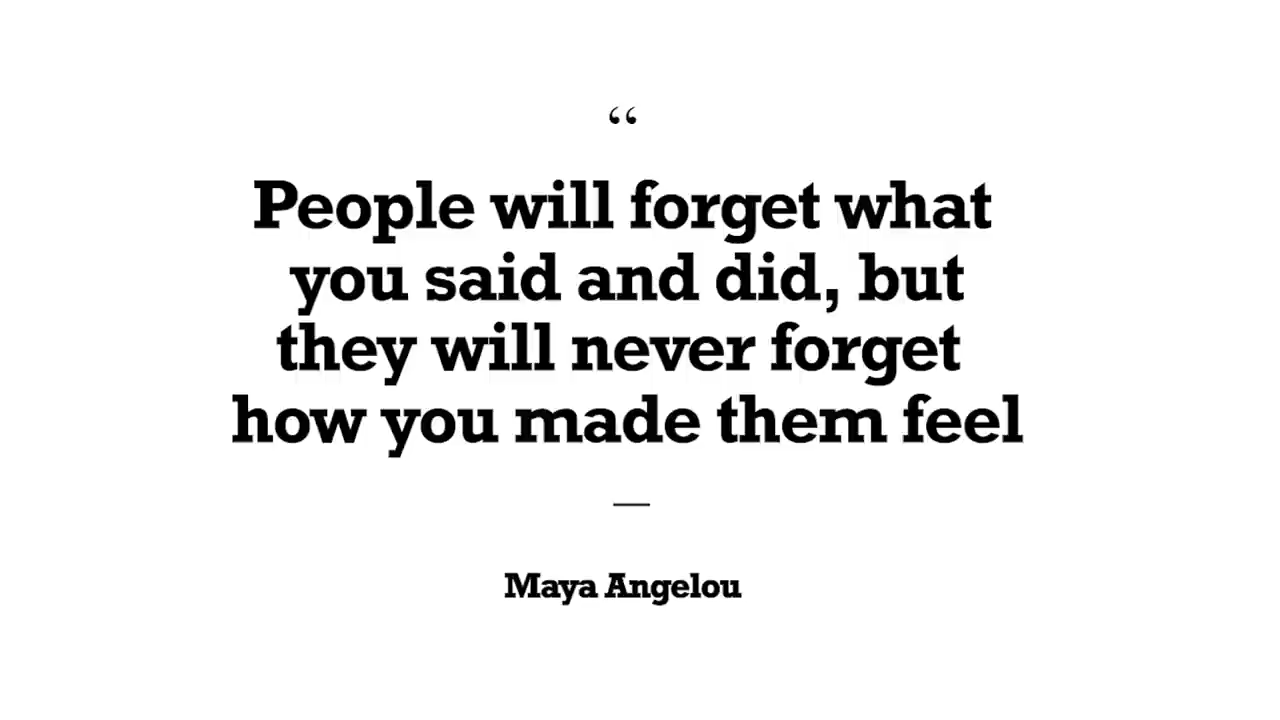 “
People will forget what
you said and did, but
they will never forget
how you made them feel
—
Maya Angelou